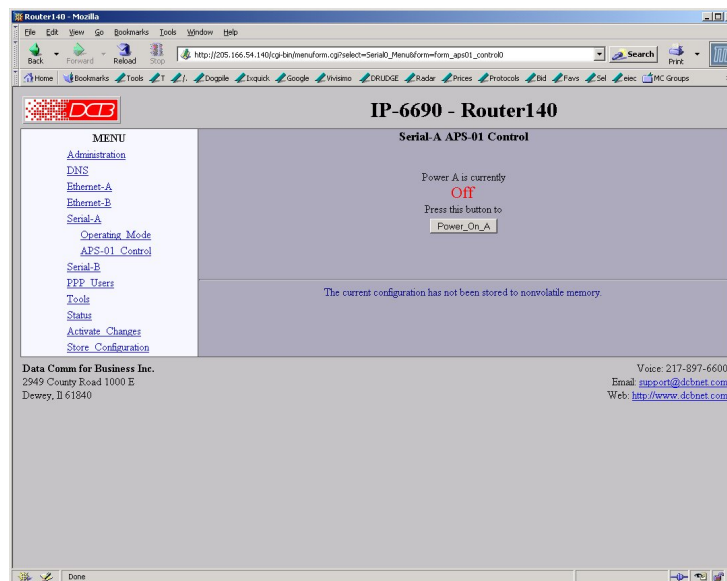 Router140 - Mozilla
File Edit View Go Bookmarks Tools Window Help
Back Forward Reload Stop http://205.166.54.140/cgi-bin/menuform.cgi?select=Serial0_Menu&form=form_aps01_control0 Search Print
Home Bookmarks Tools T /. Dogpile Ixquick Google Vivisimo DRUDGE Radar Prices Protocols Bid Favs Sel eiec MC Groups
DCB
IP-6690 - Router140
MENU
Administration
DNS
Ethernet-A
Ethernet-B
Serial-A
Operating Mode
APS-01 Control
Serial-B
PPP Users
Tools
Status
Activate Changes
Store Configuration
Serial-A APS-01 Control
Power A is currently
Off
Press this button to
Power_On_A
The current configuration has not been stored to nonvolatile memory.
Data Comm for Business Inc.
2949 County Road 1000 E
Dewey, Il 61840
Voice: 217-897-6600
Email: support@dcbnet.com
Web: http://www.dcbnet.com
Done